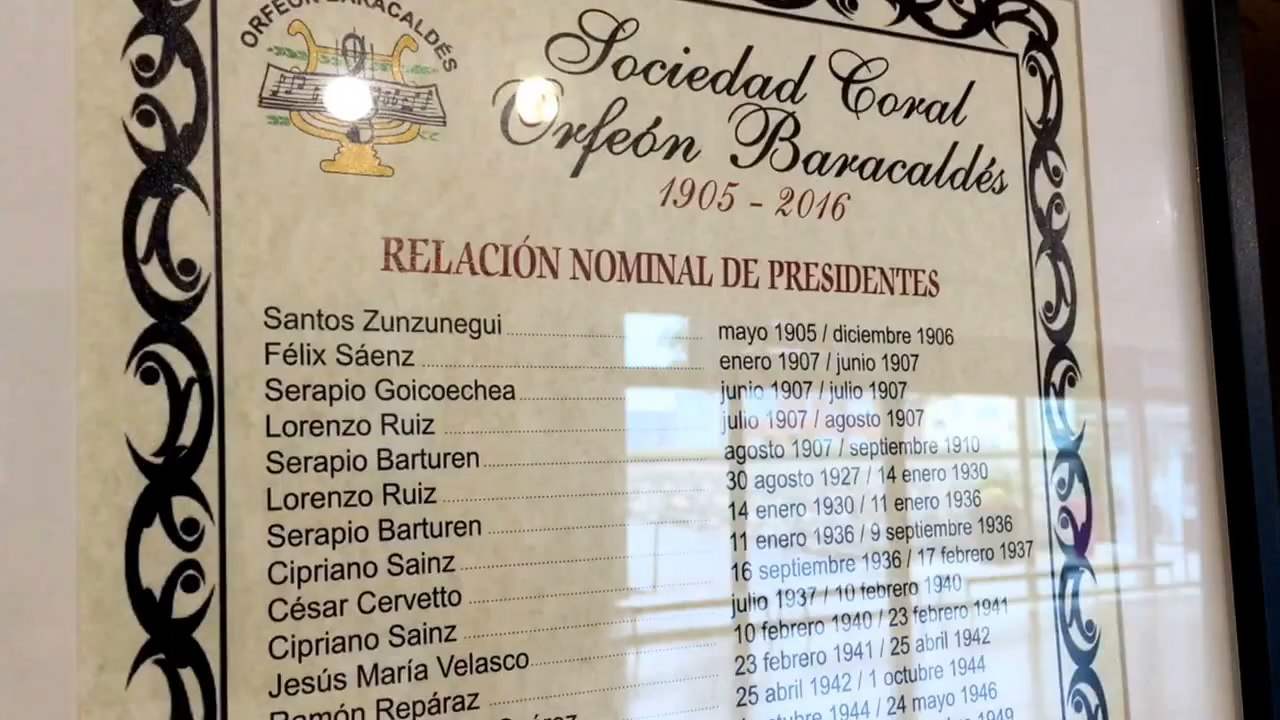 ORFEÓN BARACALDÉS
Sociedad Coral
Orfeón Baracaldés
1905 - 2016
RELACIÓN NOMINAL DE PRESIDENTES
Santos Zunzunegui mayo 1905 / diciembre 1906
Félix Sáenz enero 1907 / junio 1907
Serapio Goicoechea junio 1907 / julio 1907
Lorenzo Ruiz julio 1907 / agosto 1907
Serapio Barturen agosto 1907 / septiembre 1910
Lorenzo Ruiz 30 agosto 1927 / 14 enero 1930
Serapio Barturen 14 enero 1930 / 11 enero 1936
Cipriano Sainz 11 enero 1936 / 9 septiembre 1936
César Cervetto 16 septiembre 1936 / 17 febrero 1937
Cipriano Sainz julio 1937 / 10 febrero 1940
Jesús María Velasco 10 febrero 1940 / 23 febrero 1941
Ramón Repáraz 23 febrero 1941 / 25 abril 1942
25 abril 1942 / 1 octubre 1944
octubre 1944 / 24 mayo 1946
1949